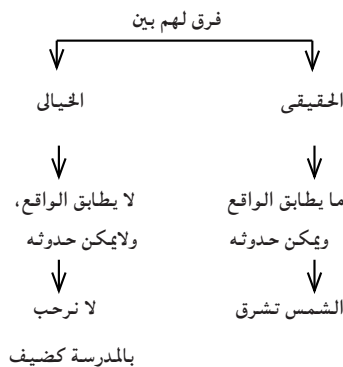 فرق لهم بين
الحقيقى
الخيالى
ما يطابق الواقع
ويمكن حدوثه
لا يطابق الواقع،
ولايمكن حدوثه
الشمس تشرق
لا نرحب
بالمدرسة كضيف